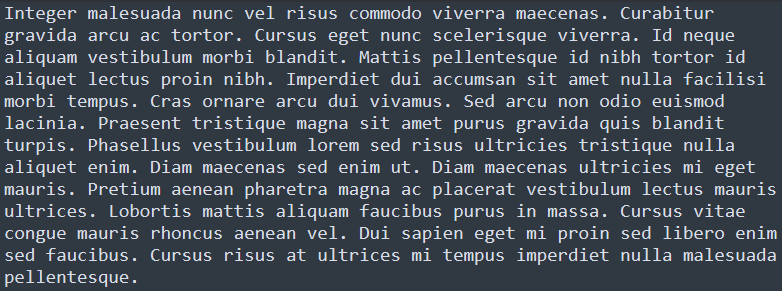 Integer malesuada nunc vel risus commodo viverra maecenas. Curabitur
gravida arcu ac tortor. Cursus eget nunc scelerisque viverra. Id neque
aliquam vestibulum morbi blandit. Mattis pellentesque id nibh tortor id
aliquet lectus proin nibh. Imperdiet dui accumsan sit amet nulla facilisi
morbi tempus. Cras ornare arcu dui vivamus. Sed arcu non odio euismod
lacinia. Praesent tristique magna sit amet purus gravida quis blandit
turpis. Phasellus vestibulum lorem sed risus ultricies tristique nulla
aliquet enim. Diam maecenas sed enim ut. Diam maecenas ultricies mi eget
mauris. Pretium aenean pharetra magna ac placerat vestibulum lectus mauris
ultrices. Lobortis mattis aliquam faucibus purus in massa. Cursus vitae
congue mauris rhoncus aenean vel. Dui sapien eget mi proin sed libero enim
sed faucibus. Cursus risus at ultrices mi tempus imperdiet nulla malesuada
pellentesque.